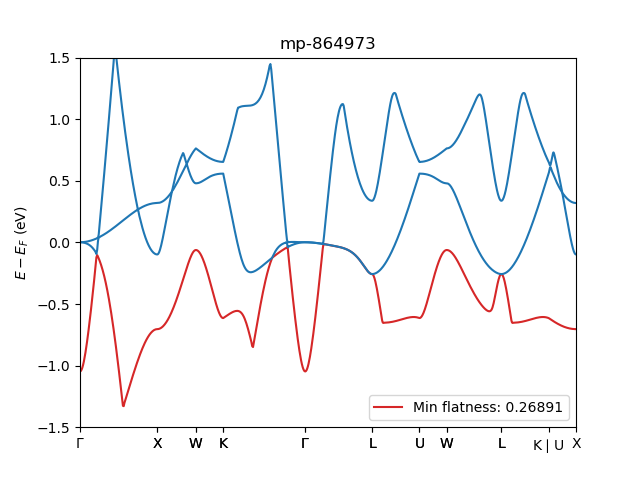 mp-864973
1.5
1.0
0.5
0.0
−0.5
−1.0
−1.5
E − E_F (eV)
Min flatness: 0.26891
Γ X W K Γ L U W L K | U X